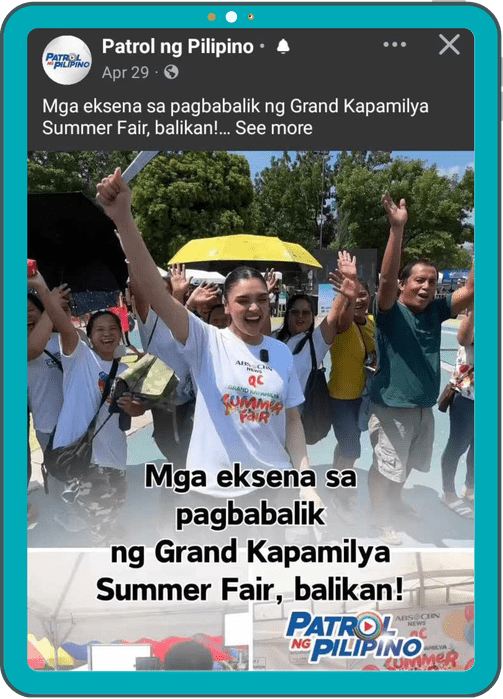 PATROL
NG PILIPINO
Patrol ng Pilipino ·
Apr 29 ·
Mga eksena sa pagbabalik ng Grand Kapamilya
Summer Fair, balikan!... See more
ABS-CBN
NEWS
QC
GRAND KAPAMILYA
SUMMER
FAIR
Mga eksena sa
pagbabalik
ng Grand Kapamilya
Summer Fair, balikan!
PATROL
NG PILIPINO
ABS-CBN
NEWS
QC
SUMMER